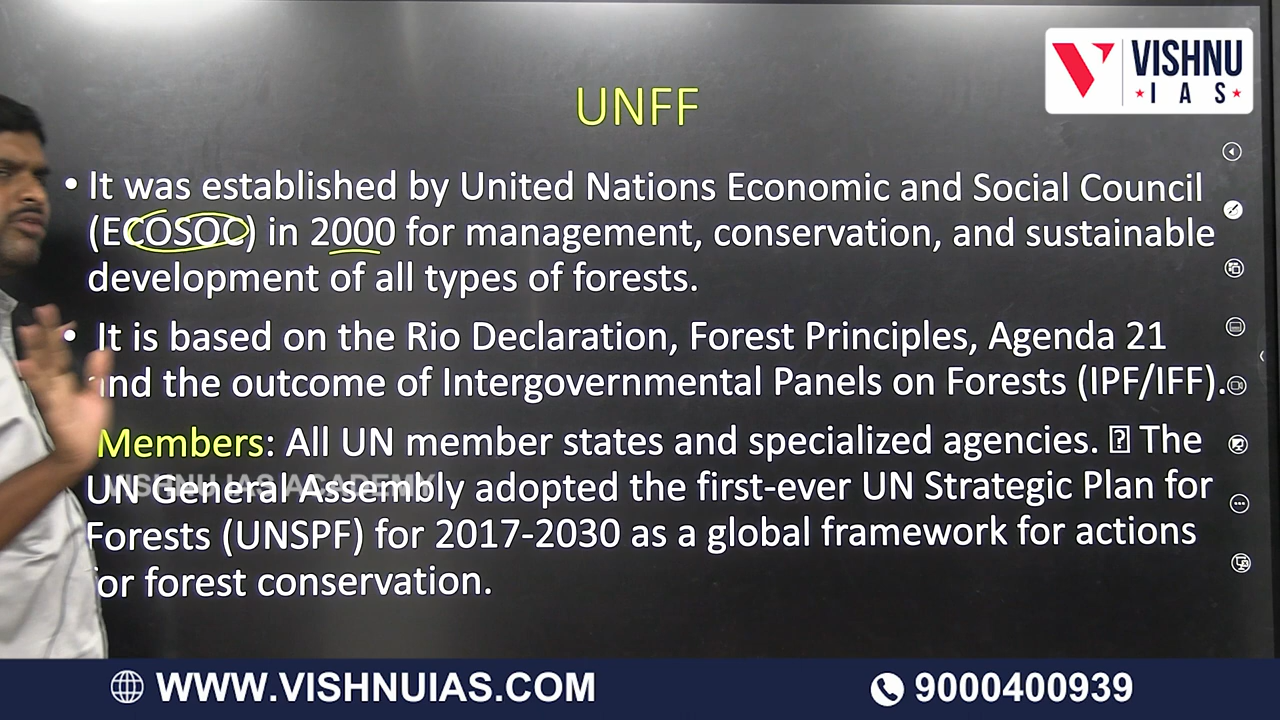 VISHNU
IAS
UNFF
• It was established by United Nations Economic and Social Council
(ECOSOC) in 2000 for management, conservation, and sustainable
development of all types of forests.
• It is based on the Rio Declaration, Forest Principles, Agenda 21
and the outcome of Intergovernmental Panels on Forests (IPF/IFF).
Members: All UN member states and specialized agencies. The
UN General Assembly adopted the first-ever UN Strategic Plan for
Forests (UNSPF) for 2017-2030 as a global framework for actions
for forest conservation.
VISHNU IAS ACADEMY
WWW.VISHNUIAS.COM
9000400939